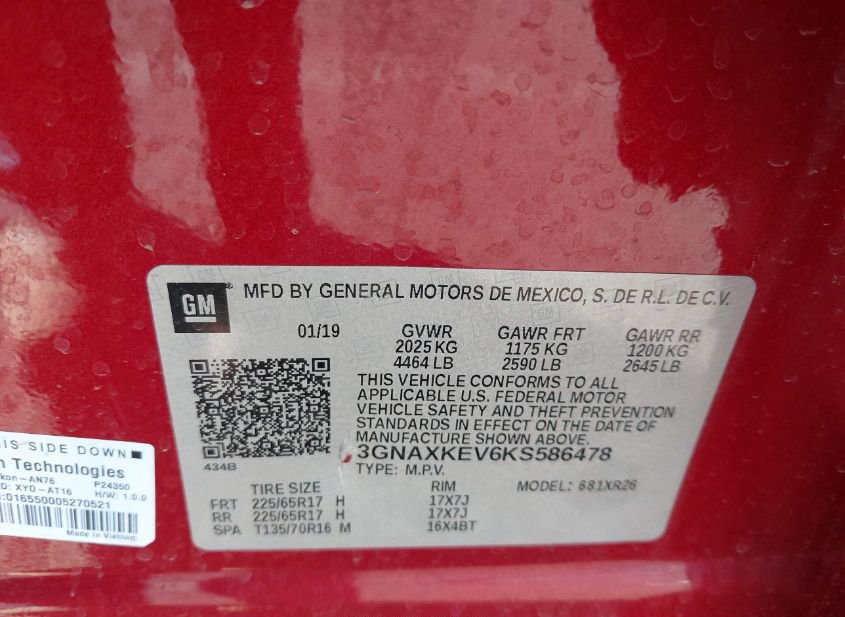 GM
MFD BY GENERAL MOTORS DE MEXICO, S. DE R.L. DE C.V.
01/19 GVWR GAWR FRT GAWR RR
2025 KG 1175 KG 1200 KG
4464 LB 2590 LB 2645 LB
THIS VEHICLE CONFORMS TO ALL
APPLICABLE U.S. FEDERAL MOTOR
VEHICLE SAFETY AND THEFT PREVENTION
STANDARDS IN EFFECT ON THE DATE OF
MANUFACTURE SHOWN ABOVE.
434B 3GNAXKEV6KS586478
TYPE: M.P.V.
TIRE SIZE RIM MODEL: 681XR26
FRT 225/65R17 H 17X7J
RR 225/65R17 H 17X7J
SPA T135/70R16 M 16X4BT
SIDE DOWN
Technologies
-AN76 P24350
XYO-AT16 H/W: 1.0.0
:016550005270521
Made in Vietnam